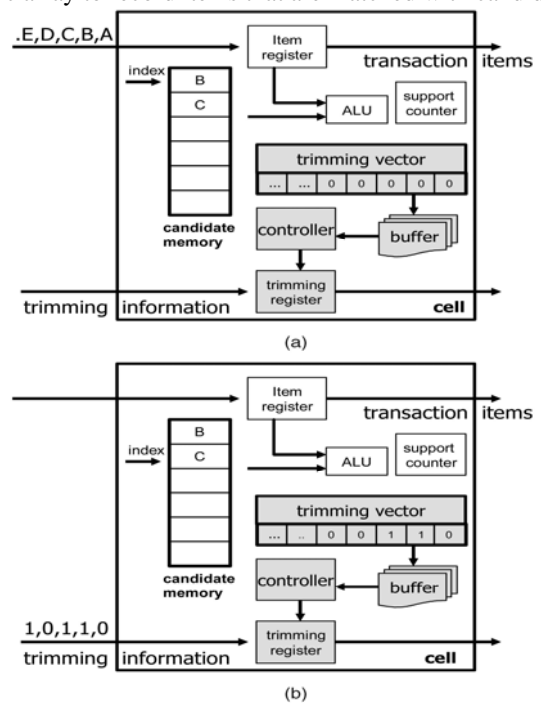 .E,D,C,B,A
Item
register
transaction items
index
B
C
ALU
support
counter
trimming vector
... ... 0 0 0 0 0
candidate
memory
controller
buffer
trimming
register
trimming information
cell
(a)
Item
register
transaction items
index
B
C
ALU
support
counter
trimming vector
... .. 0 0 1 1 0
candidate
memory
controller
buffer
1,0,1,1,0
trimming
register
trimming information
cell
(b)